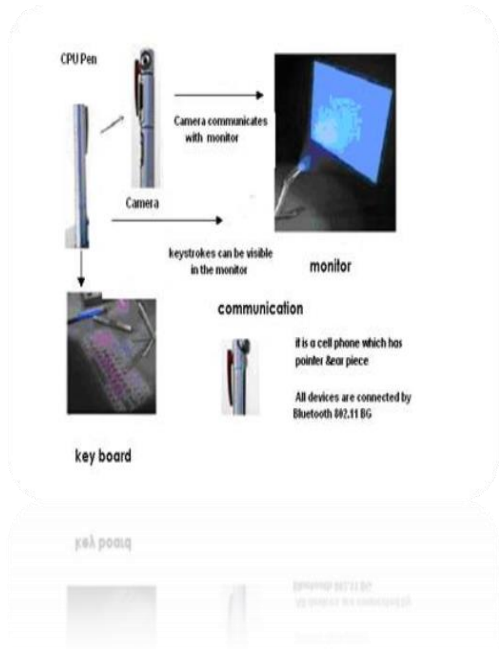 CPU Pen
Camera communicates
with monitor
Camera
keystrokes can be visible
in the monitor
monitor
communication
it is a cell phone which has
pointer &ear piece
All devices are connected by
Bluetooth 802.11 BG
key board